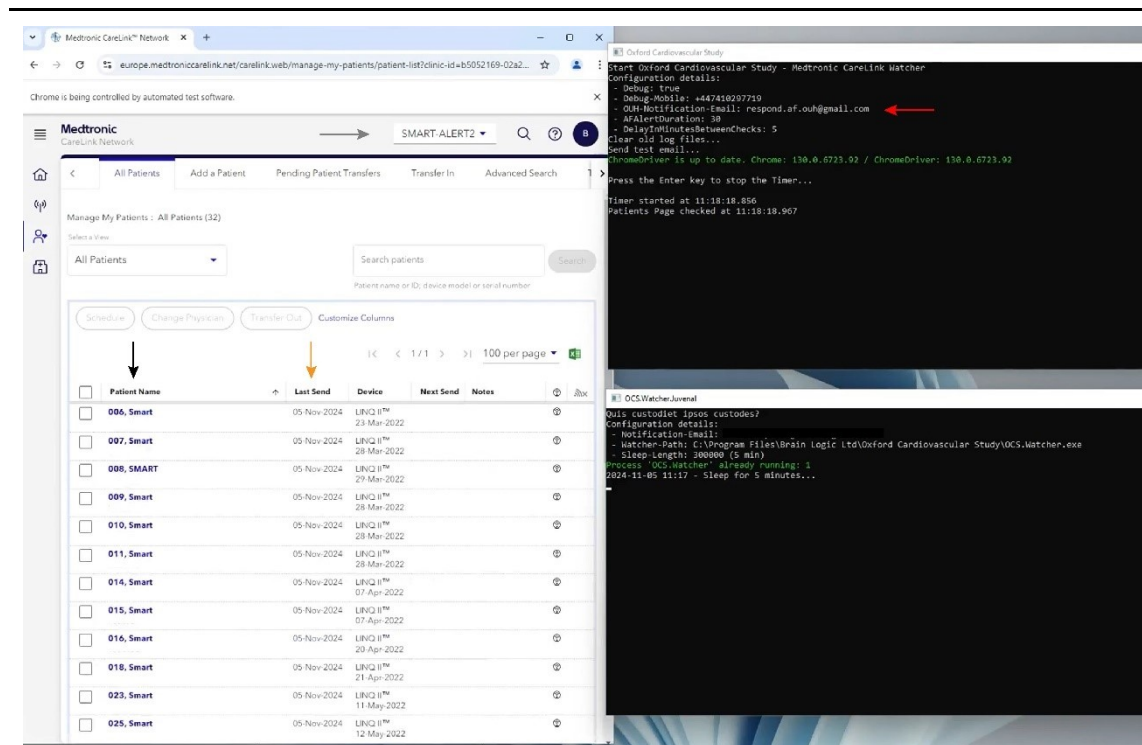 Medtronic CareLink™ Network
europe.medtroniccarelink.net/carelink.web/manage-my-patients/patient-list?clinic-id=b5052169-02a2...
Chrome is being controlled by automated test software.
Medtronic
CareLink Network
SMART-ALERT2
B
All Patients Add a Patient Pending Patient Transfers Transfer In Advanced Search
Manage My Patients : All Patients (32)
Select a View
All Patients
Search patients
Search
Patient name or ID, device model or serial number
Schedule Change Physician Transfer Out Customize Columns
1 / 1 100 per page
Patient Name Last Send Device Next Send Notes
006, Smart 05-Nov-2024 LINQ II™
23-Mar-2022
007, Smart 05-Nov-2024 LINQ II™
28-Mar-2022
008, SMART 05-Nov-2024 LINQ II™
29-Mar-2022
009, Smart 05-Nov-2024 LINQ II™
28-Mar-2022
010, Smart 05-Nov-2024 LINQ II™
28-Mar-2022
011, Smart 05-Nov-2024 LINQ II™
28-Mar-2022
014, Smart 05-Nov-2024 LINQ II™
07-Apr-2022
015, Smart 05-Nov-2024 LINQ II™
07-Apr-2022
016, Smart 05-Nov-2024 LINQ II™
20-Apr-2022
018, Smart 05-Nov-2024 LINQ II™
21-Apr-2022
023, Smart 05-Nov-2024 LINQ II™
11-May-2022
025, Smart 05-Nov-2024 LINQ II™
12-May-2022
Oxford Cardiovascular Study
Start Oxford Cardiovascular Study - Medtronic CareLink Watcher
Configuration details:
- Debug: true
- Debug-Mobile: +447410297719
- OUH-Notification-Email: respond.af.ouh@gmail.com
- AFAlertDuration: 30
- DelayInMinutesBetweenChecks: 5
Clear old log files...
Send test email...
ChromeDriver is up to date. Chrome: 130.0.6723.92 / ChromeDriver: 130.0.6723.92
Press the Enter key to stop the Timer...
Timer started at 11:18:18.856
Patients Page checked at 11:18:18.967
OCS.Watcher.Juvenal
Quis custodiet ipsos custodes?
Configuration details:
- Notification-Email:
- Watcher-Path: C:\Program Files\Brain Logic Ltd\Oxford Cardiovascular Study\OCS.Watcher.exe
- Sleep-Length: 300000 (5 min)
Process 'OCS.Watcher' already running: 1
2024-11-05 11:17 - Sleep for 5 minutes...